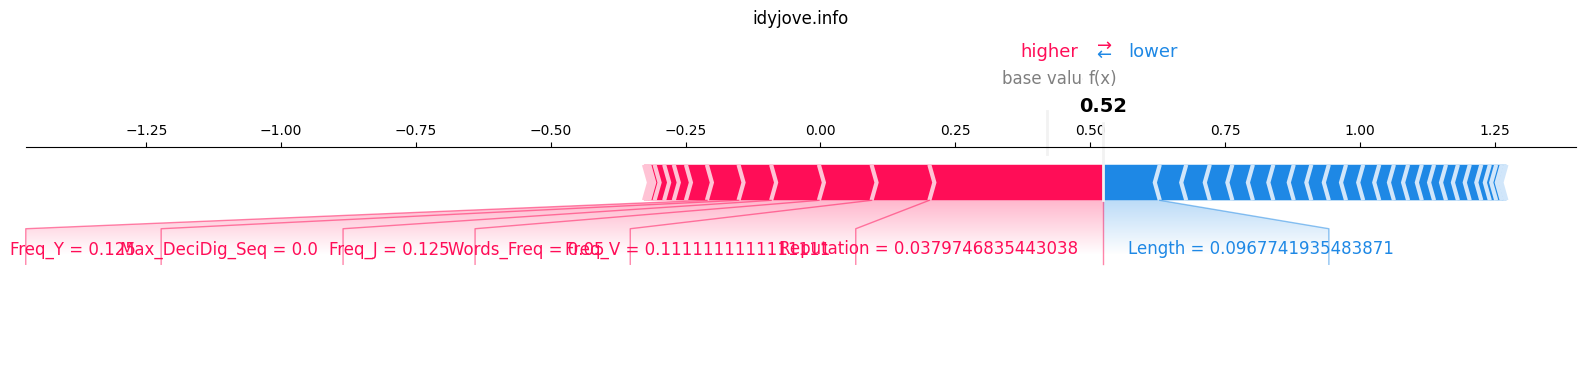 idyjove.info
higher → ← lower
base valu f(x)
0.52
−1.25 −1.00 −0.75 −0.50 −0.25 0.00 0.25 0.50 0.75 1.00 1.25
Freq_Y = 0.125 Max_DeciDig_Seq = 0.0 Freq_J = 0.125 Words_Freq = 0.05 Freq_V = 0.1111111111111111 Reputation = 0.0379746835443038 Length = 0.0967741935483871